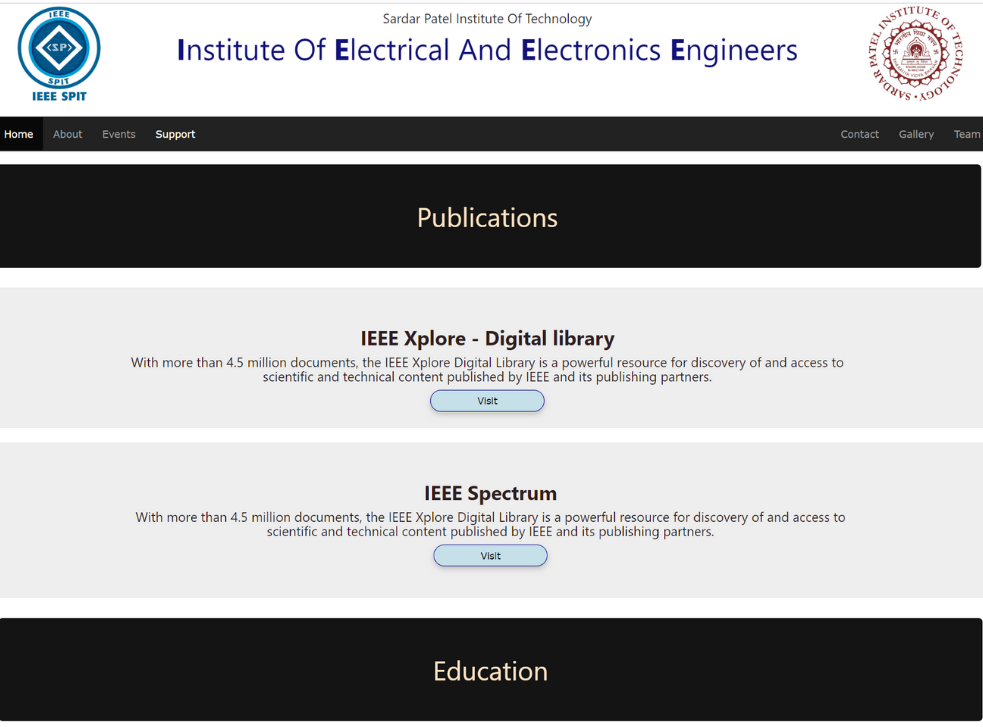 IEEE
SP
SPIT
IEEE SPIT
Sardar Patel Institute Of Technology
Institute Of Electrical And Electronics Engineers
SARDAR PATEL INSTITUTE OF TECHNOLOGY
Home About Events Support Contact Gallery Team
Publications
IEEE Xplore - Digital library
With more than 4.5 million documents, the IEEE Xplore Digital Library is a powerful resource for discovery of and access to
scientific and technical content published by IEEE and its publishing partners.
Visit
IEEE Spectrum
With more than 4.5 million documents, the IEEE Xplore Digital Library is a powerful resource for discovery of and access to
scientific and technical content published by IEEE and its publishing partners.
Visit
Education